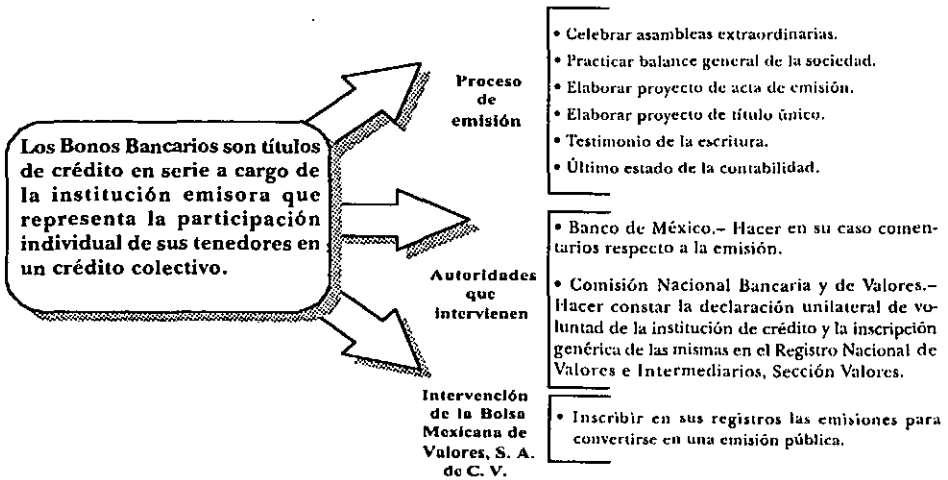 Los Bonos Bancarios son títulos
de crédito en serie a cargo de
la institución emisora que
representa la participación
individual de sus tenedores en
un crédito colectivo.
Proceso
de
emisión
• Celebrar asambleas extraordinarias.
• Practicar balance general de la sociedad.
• Elaborar proyecto de acta de emisión.
• Elaborar proyecto de título único.
• Testimonio de la escritura.
• Último estado de la contabilidad.
Autoridades
que
intervienen
• Banco de México.– Hacer en su caso comen-
tarios respecto a la emisión.
• Comisión Nacional Bancaria y de Valores.–
Hacer constar la declaración unilateral de vo-
luntad de la institución de crédito y la inscripción
genérica de las mismas en el Registro Nacional de
Valores e Intermediarios, Sección Valores.
Intervención
de la Bolsa
Mexicana de
Valores, S. A.
de C. V.
• Inscribir en sus registros las emisiones para
convertirse en una emisión pública.